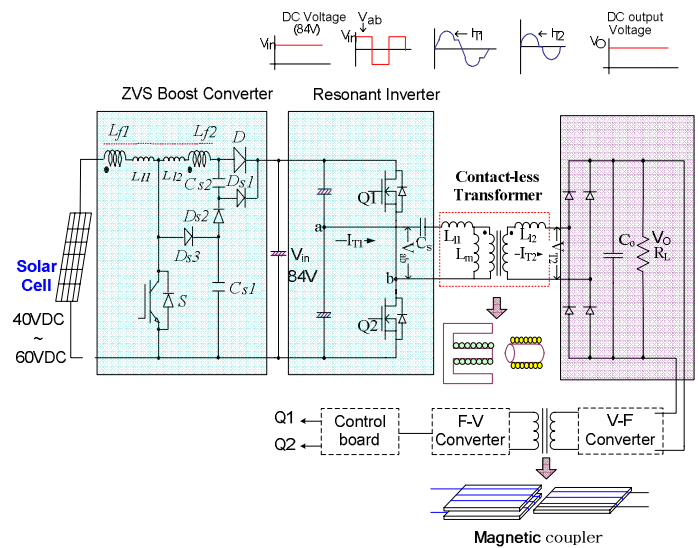 DC Voltage
(84V)
Vin
Vab
Vin
IT1
IT2
DC output
Voltage
VO
ZVS Boost Converter
Resonant Inverter
Lf1
Lf2
D
Ll1
Ll2
Cs2
Ds1
Ds2
Ds3
S
Cs1
Vin
84V
Solar
Cell
40VDC
~
60VDC
Q1
a
IT1
Vab
Cs
b
Q2
Contact-less
Transformer
Ll1
Lm
Ll2
IT2
VT2
Co
VO
RL
Q1
Q2
Control
board
F-V
Converter
V-F
Converter
Magnetic coupler